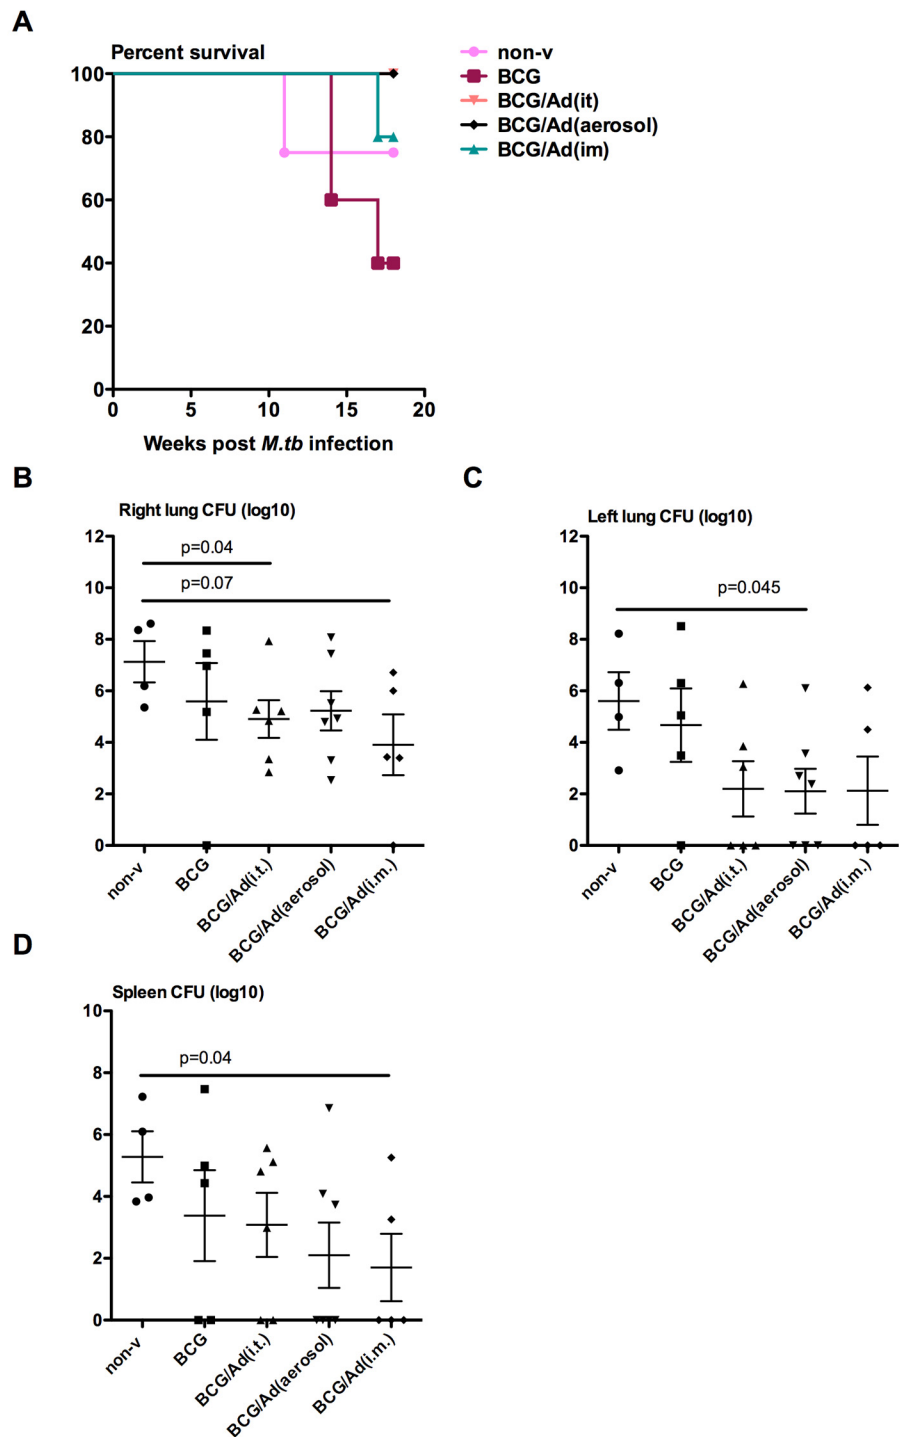 A
Percent survival
100
80
60
40
20
0
0 5 10 15 20
Weeks post M.tb infection
non-v
BCG
BCG/Ad(it)
BCG/Ad(aerosol)
BCG/Ad(im)
B
Right lung CFU (log10)
12
10
8
6
4
2
0
p=0.04
p=0.07
non-v
BCG
BCG/Ad(i.t.)
BCG/Ad(aerosol)
BCG/Ad(i.m.)
C
Left lung CFU (log10)
12
10
8
6
4
2
0
p=0.045
non-v
BCG
BCG/Ad(i.t.)
BCG/Ad(aerosol)
BCG/Ad(i.m.)
D
Spleen CFU (log10)
10
8
6
4
2
0
p=0.04
non-v
BCG
BCG/Ad(i.t.)
BCG/Ad(aerosol)
BCG/Ad(i.m.)